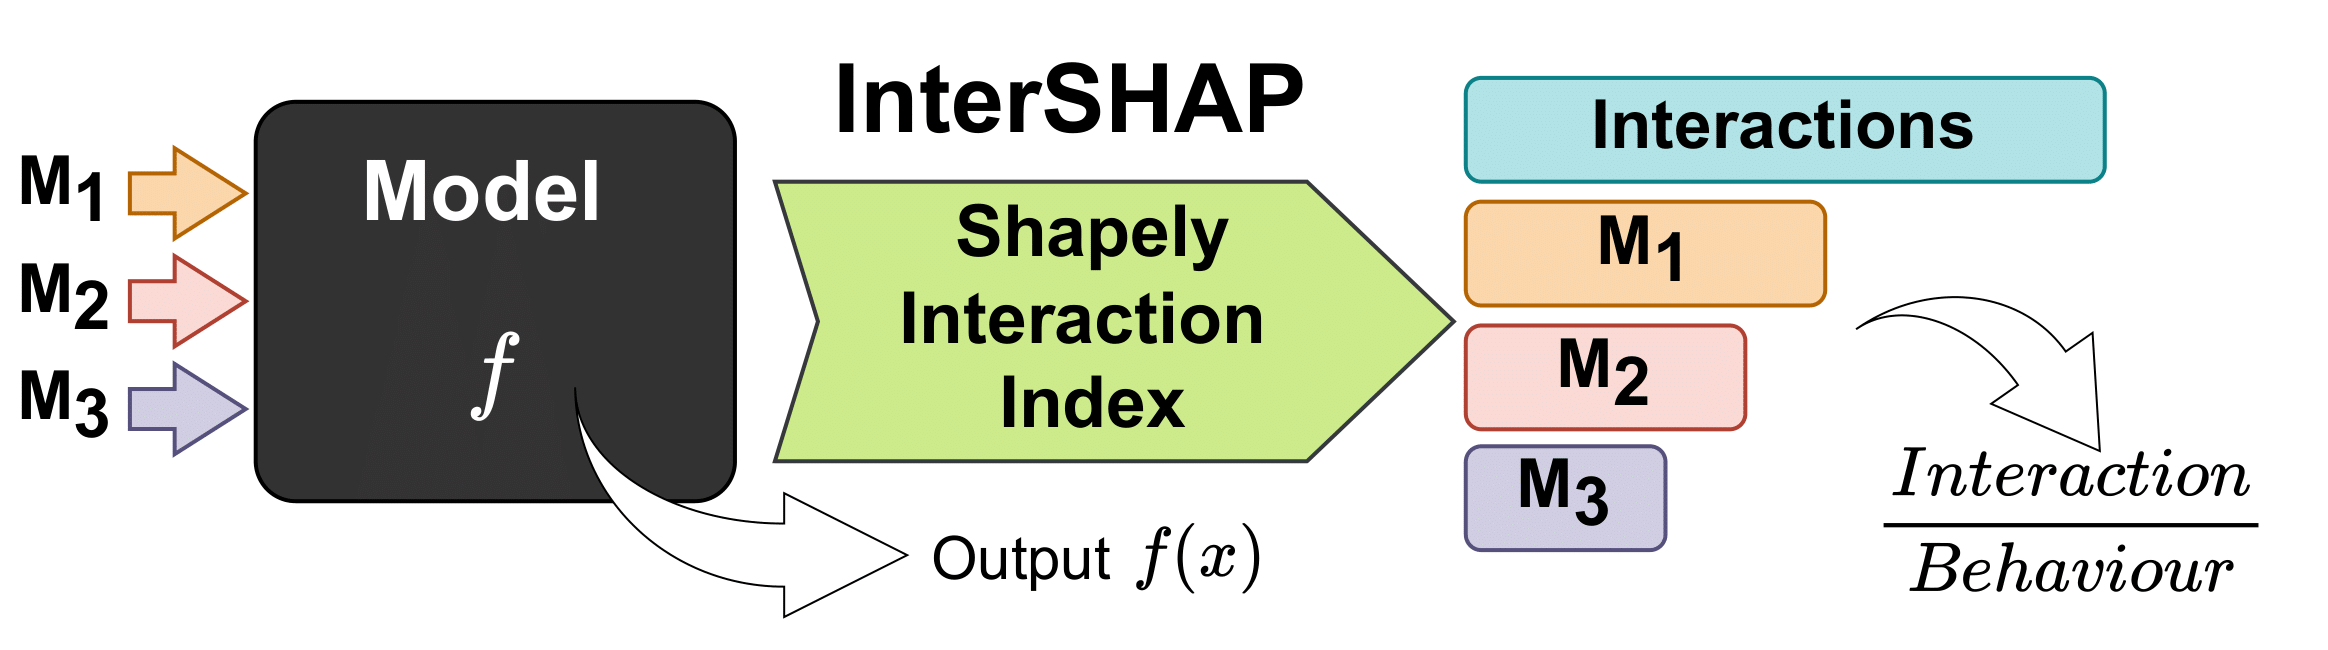 M1
M2
M3
Model
f
InterSHAP
Shapely
Interaction
Index
Output f(x)
Interactions
M1
M2
M3
Interaction
Behaviour